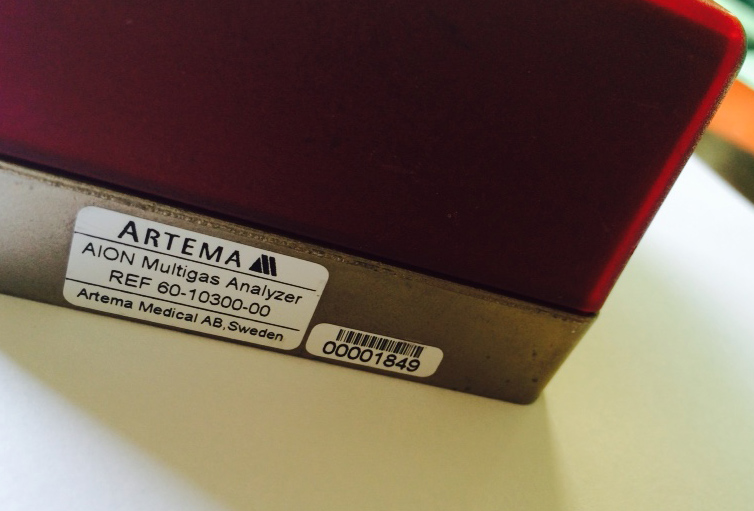 ARTEMA
AION Multigas Analyzer
REF 60-10300-00
Artema Medical AB,Sweden
00001849